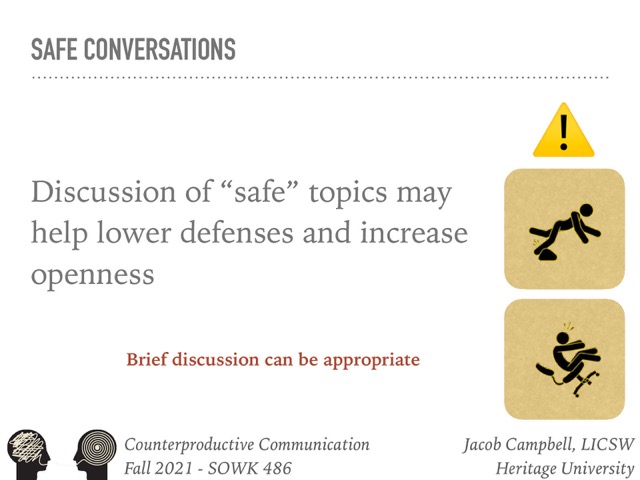 SAFE CONVERSATIONS
Discussion of “safe” topics may
help lower defenses and increase
openness
Brief discussion can be appropriate
Counterproductive Communication
Fall 2021 - SOWK 486
Jacob Campbell, LICSW
Heritage University